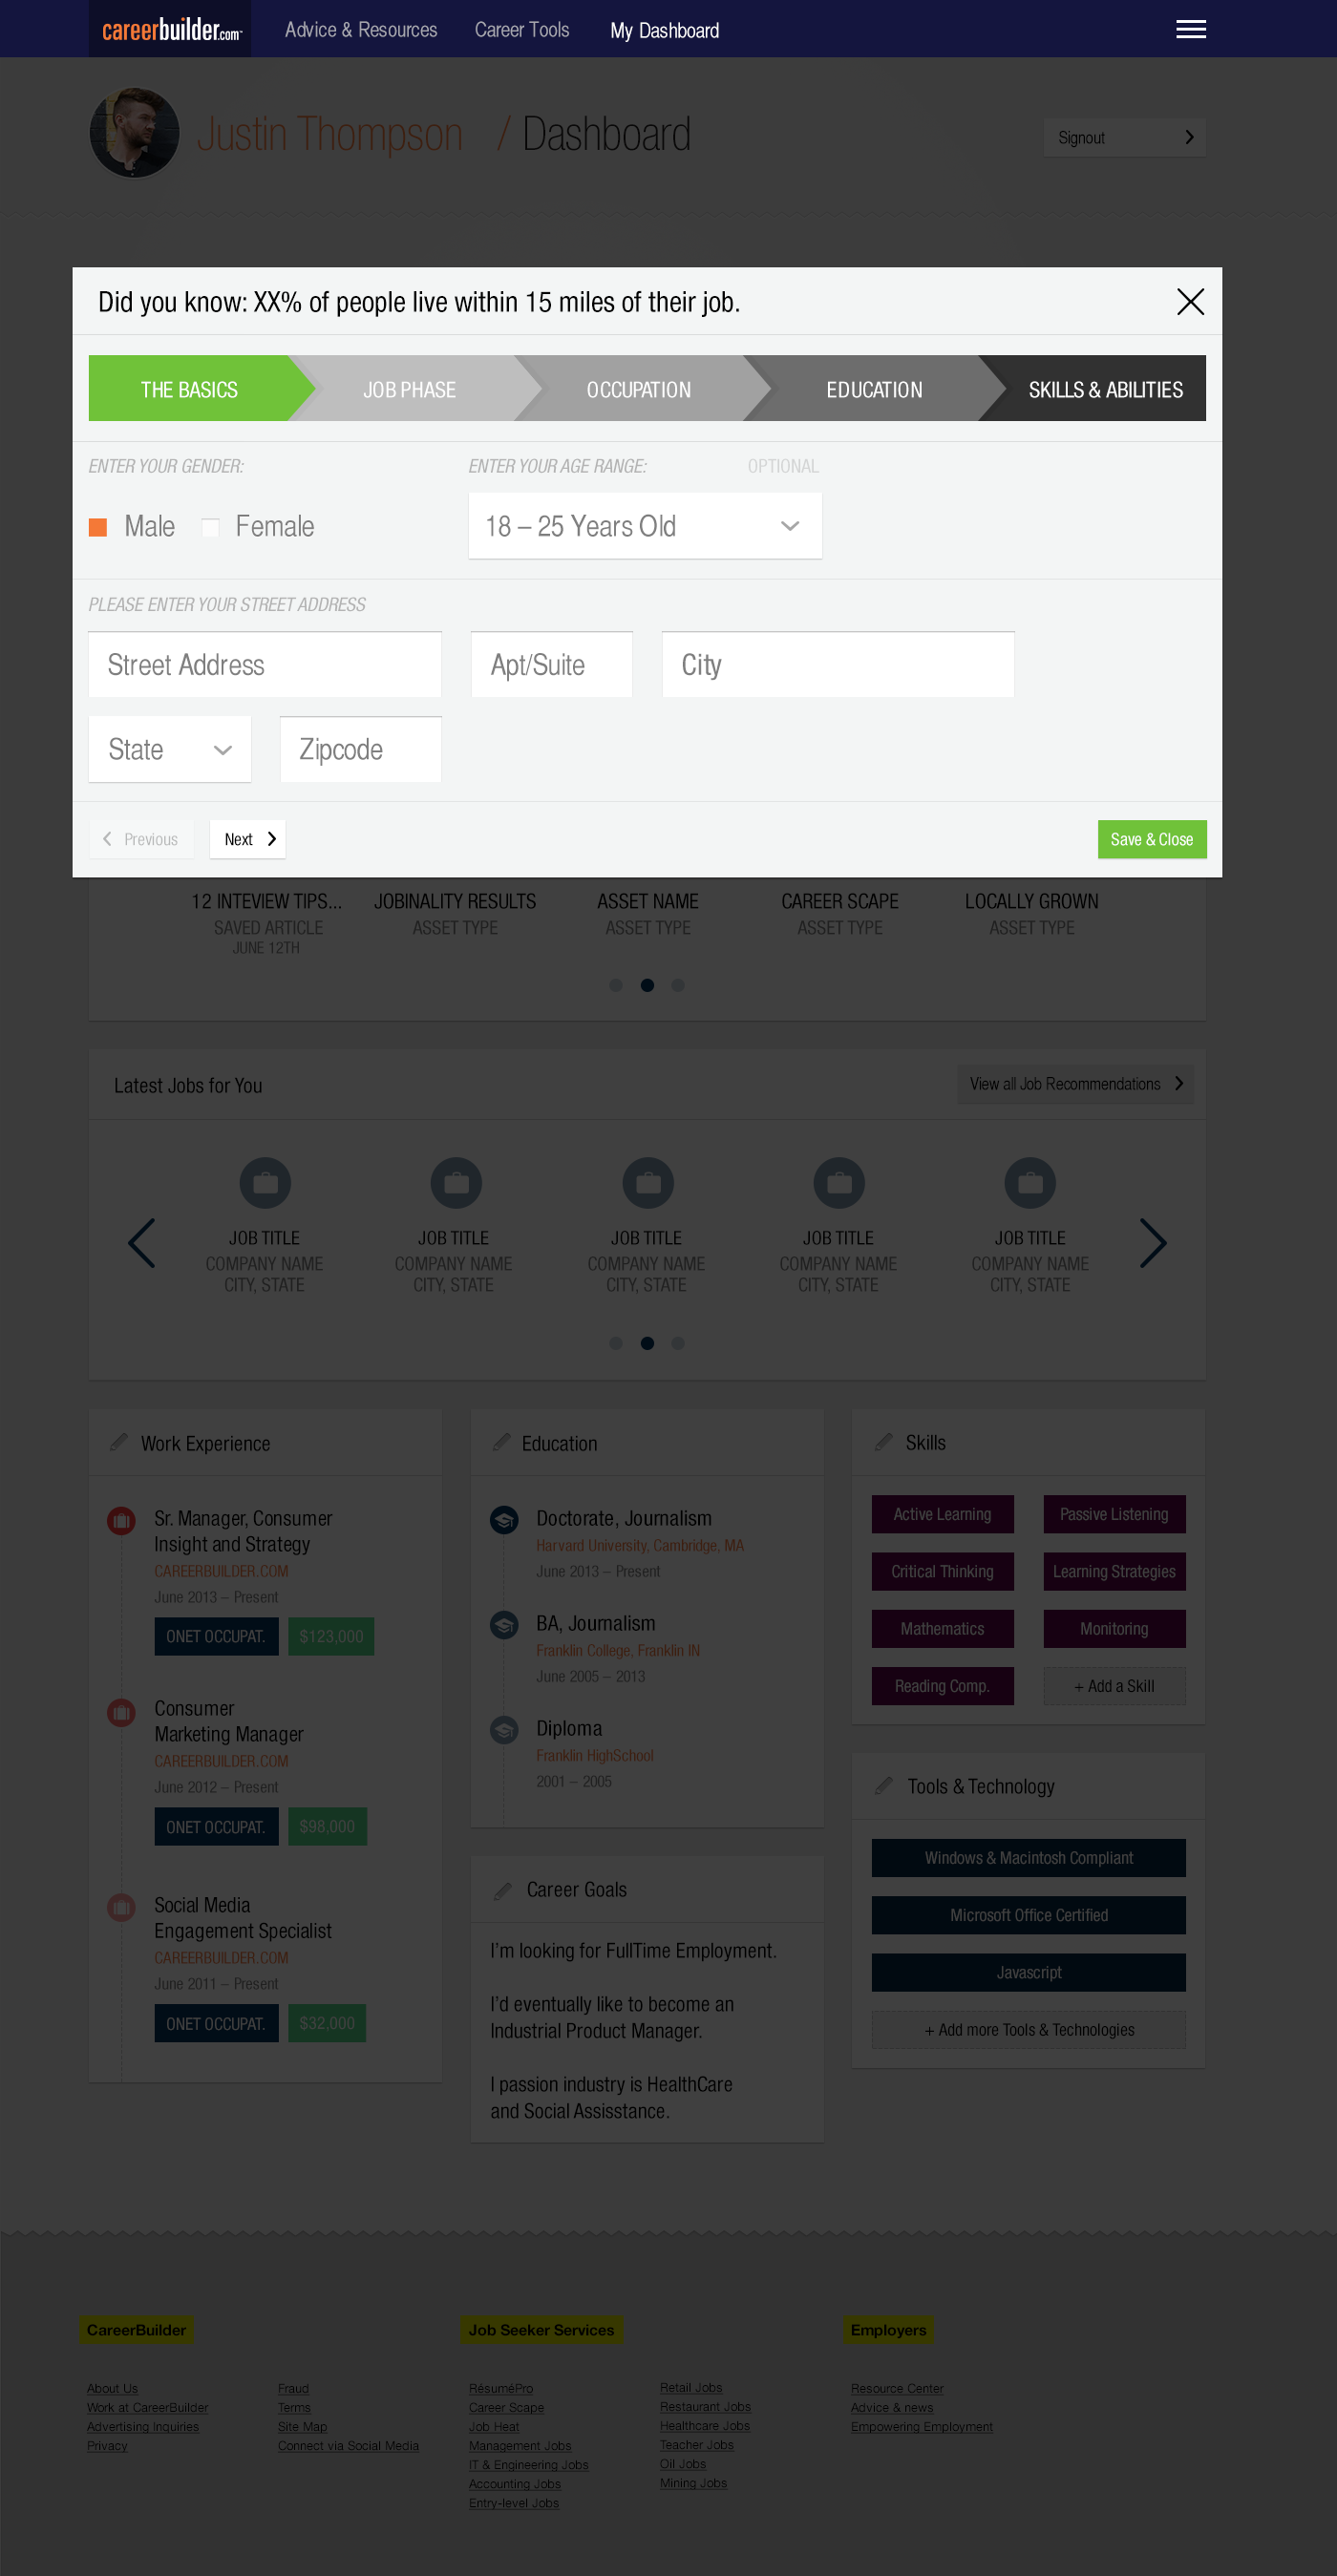 careerbuilder.com
Advice & Resources
Career Tools
My Dashboard
Justin Thompson / Dashboard
Signout
Did you know: XX% of people live within 15 miles of their job.
THE BASICS
JOB PHASE
OCCUPATION
EDUCATION
SKILLS & ABILITIES
ENTER YOUR GENDER:
ENTER YOUR AGE RANGE:
OPTIONAL
Male
Female
18 – 25 Years Old
PLEASE ENTER YOUR STREET ADDRESS
Street Address
Apt/Suite
City
State
Zipcode
Previous
Next
Save & Close
12 INTEVIEW TIPS...
SAVED ARTICLE
JUNE 12TH
JOBINALITY RESULTS
ASSET TYPE
ASSET NAME
ASSET TYPE
CAREER SCAPE
ASSET TYPE
LOCALLY GROWN
ASSET TYPE
Latest Jobs for You
View all Job Recommendations
JOB TITLE
COMPANY NAME
CITY, STATE
JOB TITLE
COMPANY NAME
CITY, STATE
JOB TITLE
COMPANY NAME
CITY, STATE
JOB TITLE
COMPANY NAME
CITY, STATE
JOB TITLE
COMPANY NAME
CITY, STATE
Work Experience
Sr. Manager, Consumer
Insight and Strategy
CAREERBUILDER.COM
June 2013 – Present
ONET OCCUPAT.
$123,000
Consumer
Marketing Manager
CAREERBUILDER.COM
June 2012 – Present
ONET OCCUPAT.
$98,000
Social Media
Engagement Specialist
CAREERBUILDER.COM
June 2011 – Present
ONET OCCUPAT.
$32,000
Education
Doctorate, Journalism
Harvard University, Cambridge, MA
June 2013 – Present
BA, Journalism
Franklin College, Franklin IN
June 2005 – 2013
Diploma
Franklin HighSchool
2001 – 2005
Career Goals
I'm looking for FullTime Employment.
I'd eventually like to become an
Industrial Product Manager.
I passion industry is HealthCare
and Social Assisstance.
Skills
Active Learning
Passive Listening
Critical Thinking
Learning Strategies
Mathematics
Monitoring
Reading Comp.
+ Add a Skill
Tools & Technology
Windows & Macintosh Compliant
Microsoft Office Certified
Javascript
+ Add more Tools & Technologies
CareerBuilder
About Us
Work at CareerBuilder
Advertising Inquiries
Privacy
Fraud
Terms
Site Map
Connect via Social Media
Job Seeker Services
RésuméPro
Career Scape
Job Heat
Management Jobs
IT & Engineering Jobs
Accounting Jobs
Entry-level Jobs
Retail Jobs
Restaurant Jobs
Healthcare Jobs
Teacher Jobs
Oil Jobs
Mining Jobs
Employers
Resource Center
Advice & news
Empowering Employment